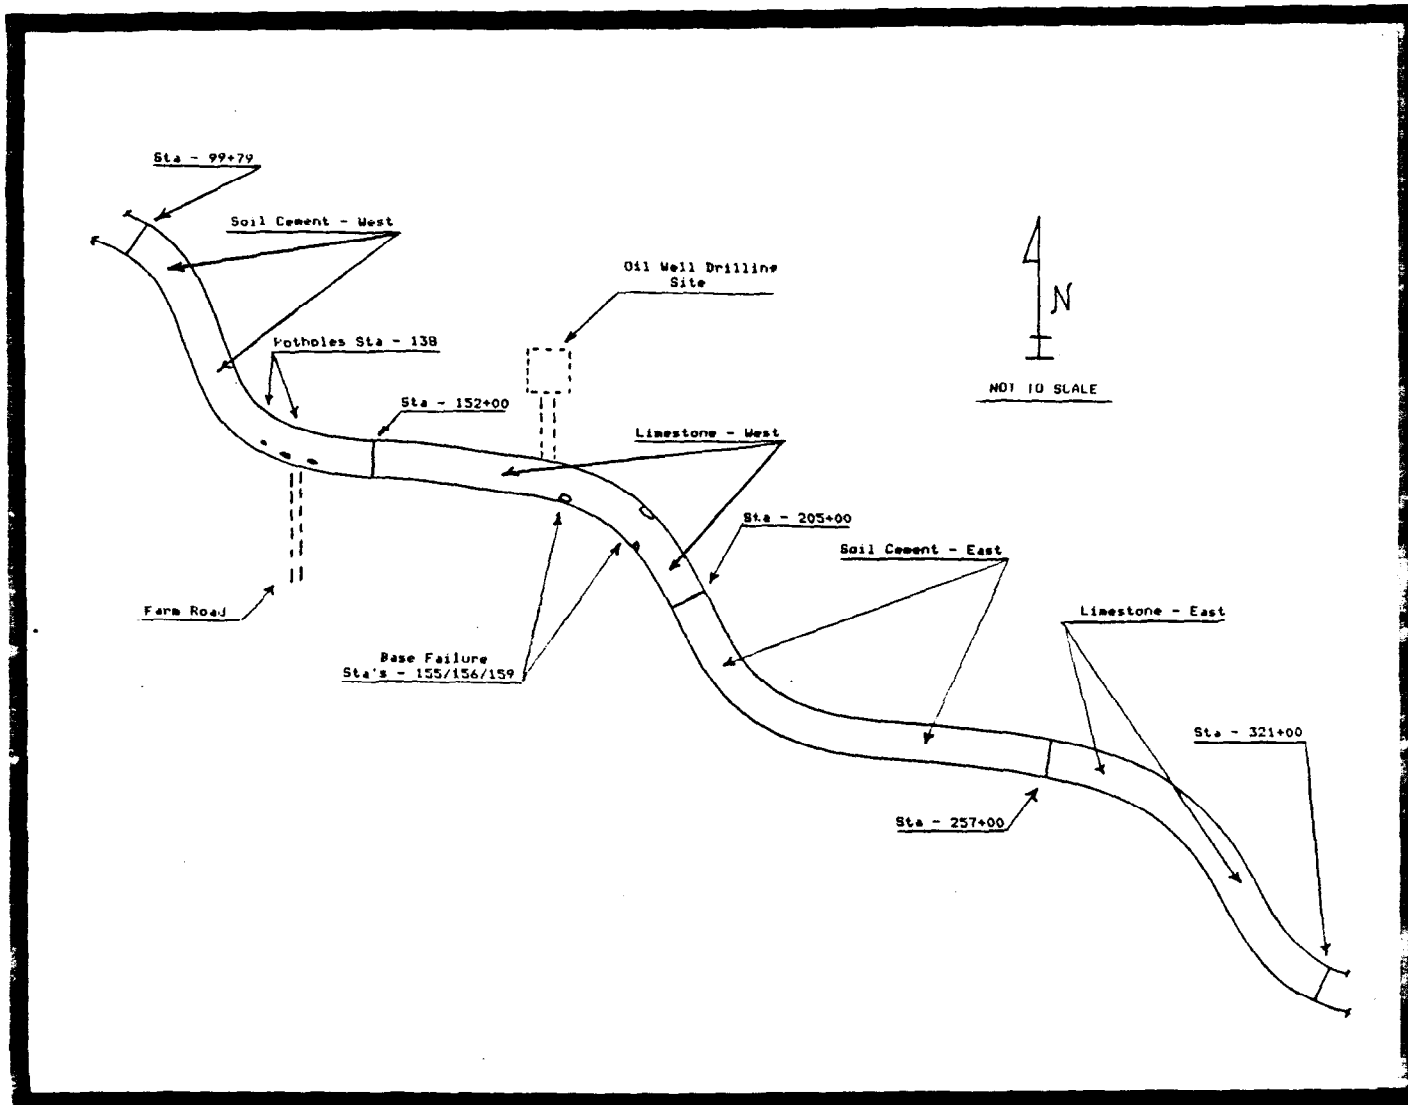 Sta - 99+79
Soil Cement - West
Oil Well Drilling
Site
N
Potholes Sta - 138
NOT TO SCALE
Sta - 152+00
Limestone - West
Sta - 205+00
Soil Cement - East
Farm Road
Limestone - East
Base Failure
Sta's - 155/156/159
Sta - 321+00
Sta - 257+00